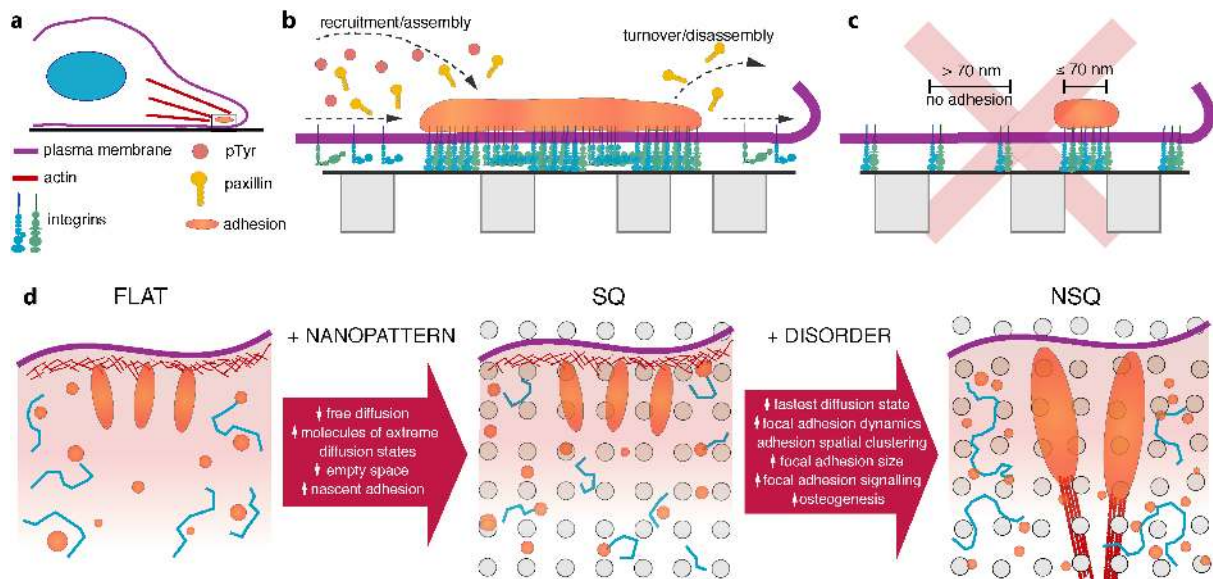 a
plasma membrane
actin
integrins
pTyr
paxillin
adhesion
b
recruitment/assembly
turnover/disassembly
c
> 70 nm
no adhesion
≤ 70 nm
d
FLAT
+ NANOPATTERN
free diffusion
molecules of extreme
diffusion states
empty space
nascent adhesion
SQ
+ DISORDER
fastest diffusion state
focal adhesion dynamics
adhesion spatial clustering
focal adhesion size
focal adhesion signalling
osteogenesis
NSQ